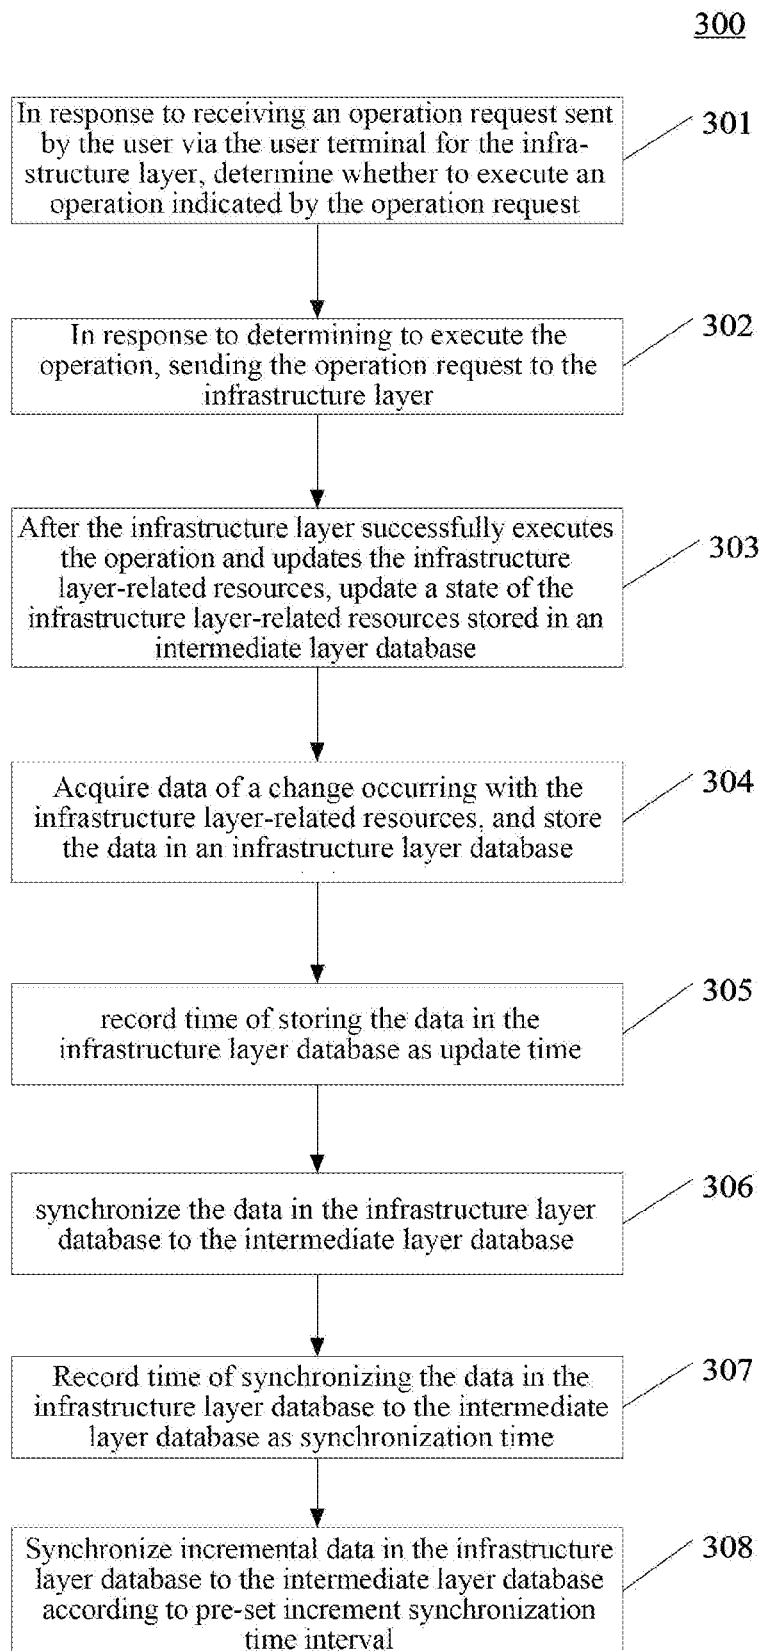 300
In response to receiving an operation request sent
by the user via the user terminal for the infra-
structure layer, determine whether to execute an
operation indicated by the operation request
301
In response to determining to execute the
operation, sending the operation request to the
infrastructure layer
302
After the infrastructure layer successfully executes
the operation and updates the infrastructure
layer-related resources, update a state of the
infrastructure layer-related resources stored in an
intermediate layer database
303
Acquire data of a change occurring with the
infrastructure layer-related resources, and store
the data in an infrastructure layer database
304
record time of storing the data in the
infrastructure layer database as update time
305
synchronize the data in the infrastructure layer
database to the intermediate layer database
306
Record time of synchronizing the data in the
infrastructure layer database to the intermediate
layer database as synchronization time
307
Synchronize incremental data in the infrastructure
layer database to the intermediate layer database
according to pre-set increment synchronization
time interval
308